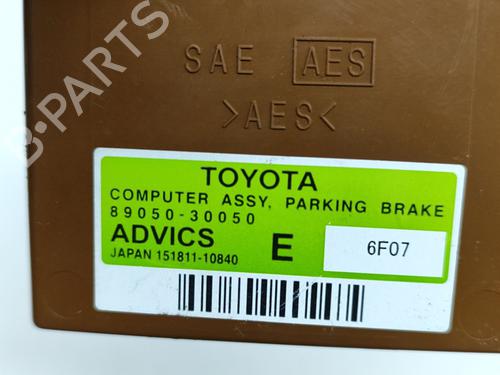 B-PARTS
SAE AES
>AES<
TOYOTA
COMPUTER ASSY, PARKING BRAKE
89050-30050
ADVICS E 6F07
JAPAN 151811-10840